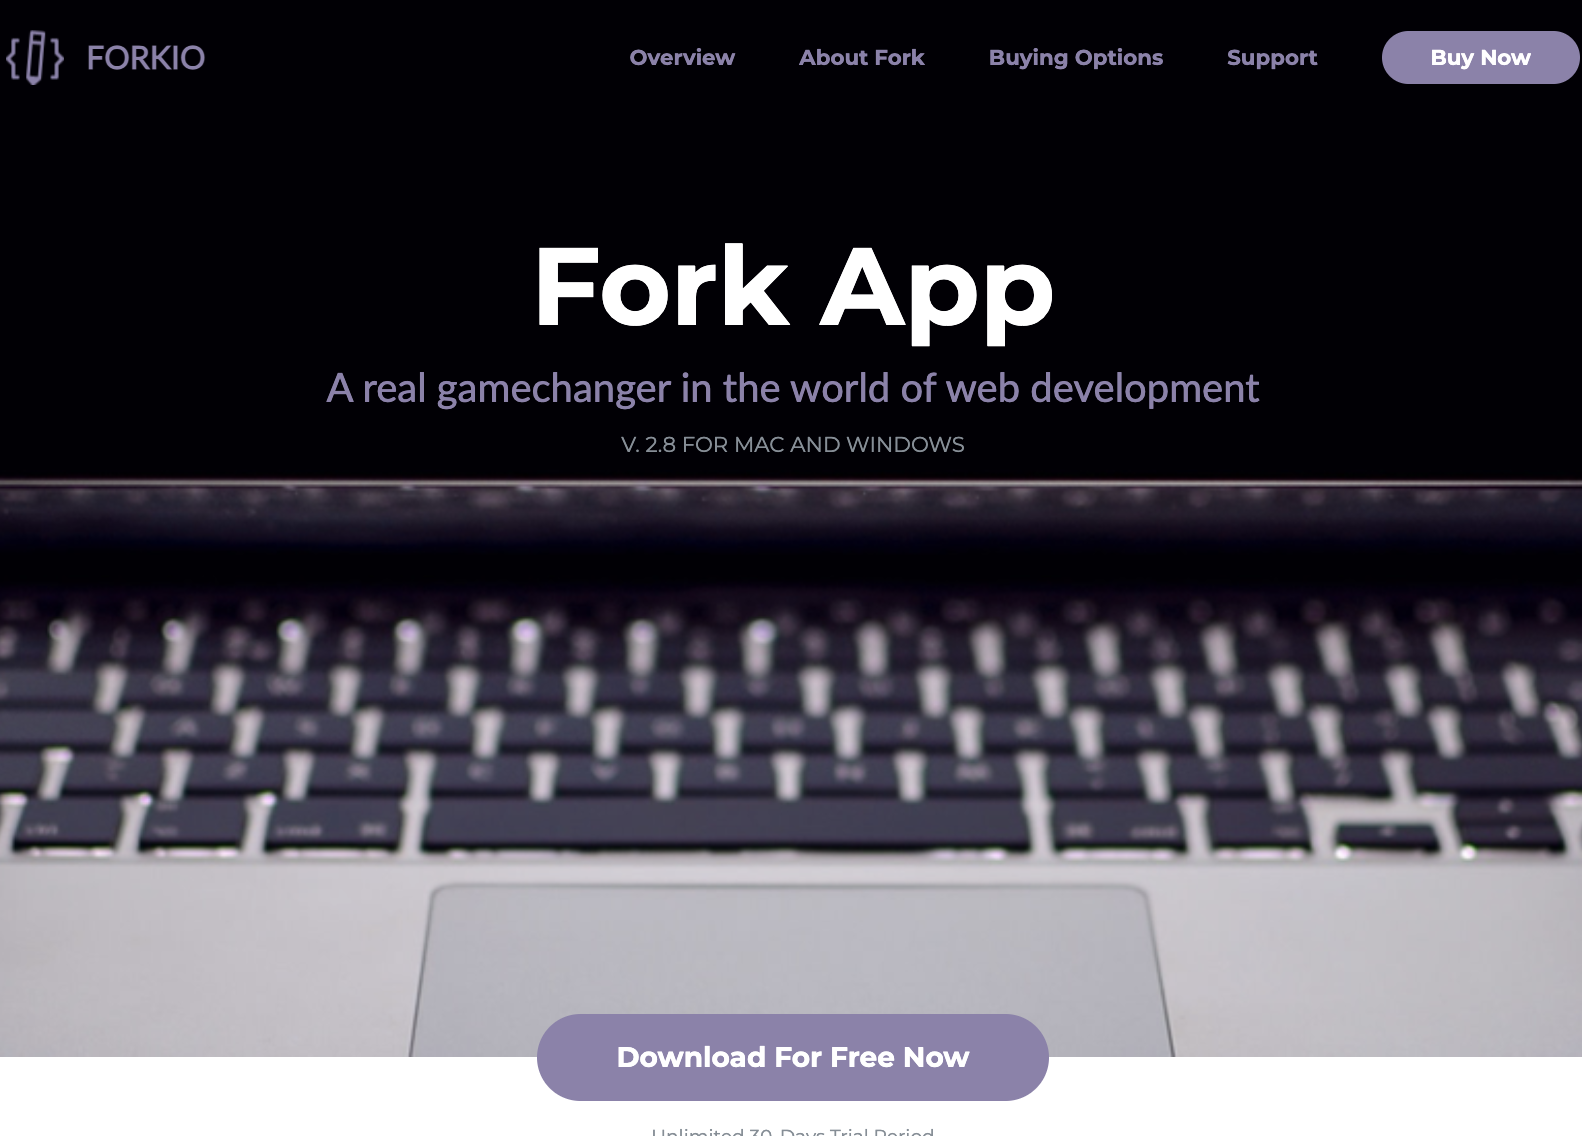 FORKIO
Overview
About Fork
Buying Options
Support
Buy Now
Fork App
A real gamechanger in the world of web development
V. 2.8 FOR MAC AND WINDOWS
Download For Free Now
Unlimited 30-Days Trial Period